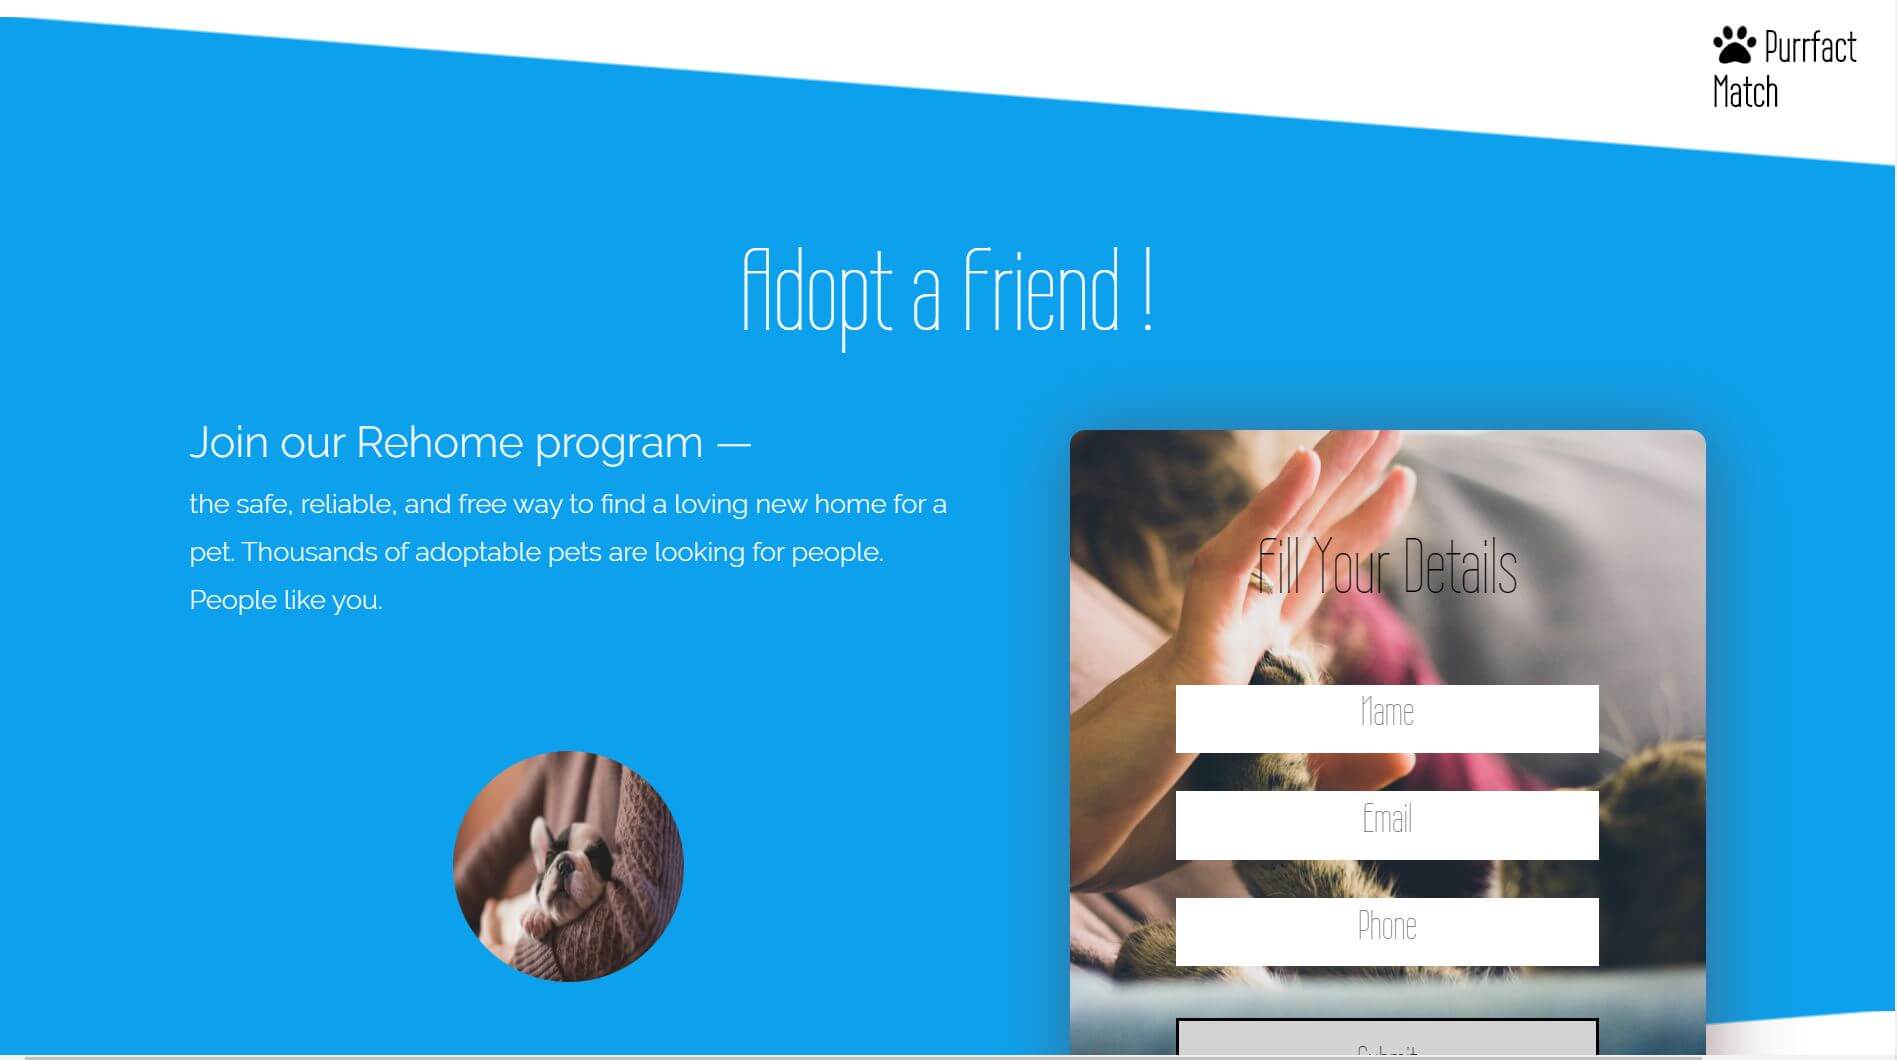 Purrfact
Match
Adopt a Friend !
Join our Rehome program —
the safe, reliable, and free way to find a loving new home for a
pet. Thousands of adoptable pets are looking for people.
People like you.
Fill Your Details
Name
Email
Phone
Submit